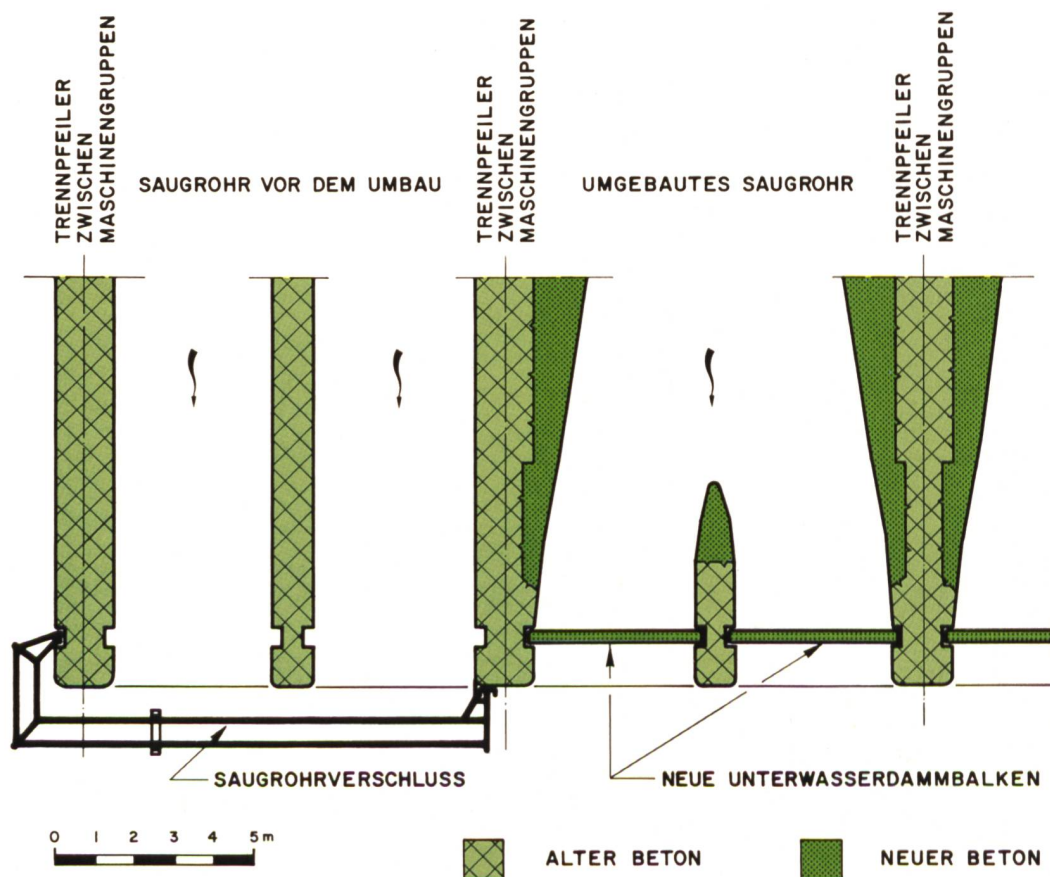 TRENNPFEILER
ZWISCHEN
MASCHINENGRUPPEN
SAUGROHR VOR DEM UMBAU
TRENNPFEILER
ZWISCHEN
MASCHINENGRUPPEN
UMGEBAUTES SAUGROHR
TRENNPFEILER
ZWISCHEN
MASCHINENGRUPPEN
SAUGROHRVERSCHLUSS
NEUE UNTERWASSERDAMMBALKEN
0 1 2 3 4 5 m
ALTER BETON
NEUER BETON